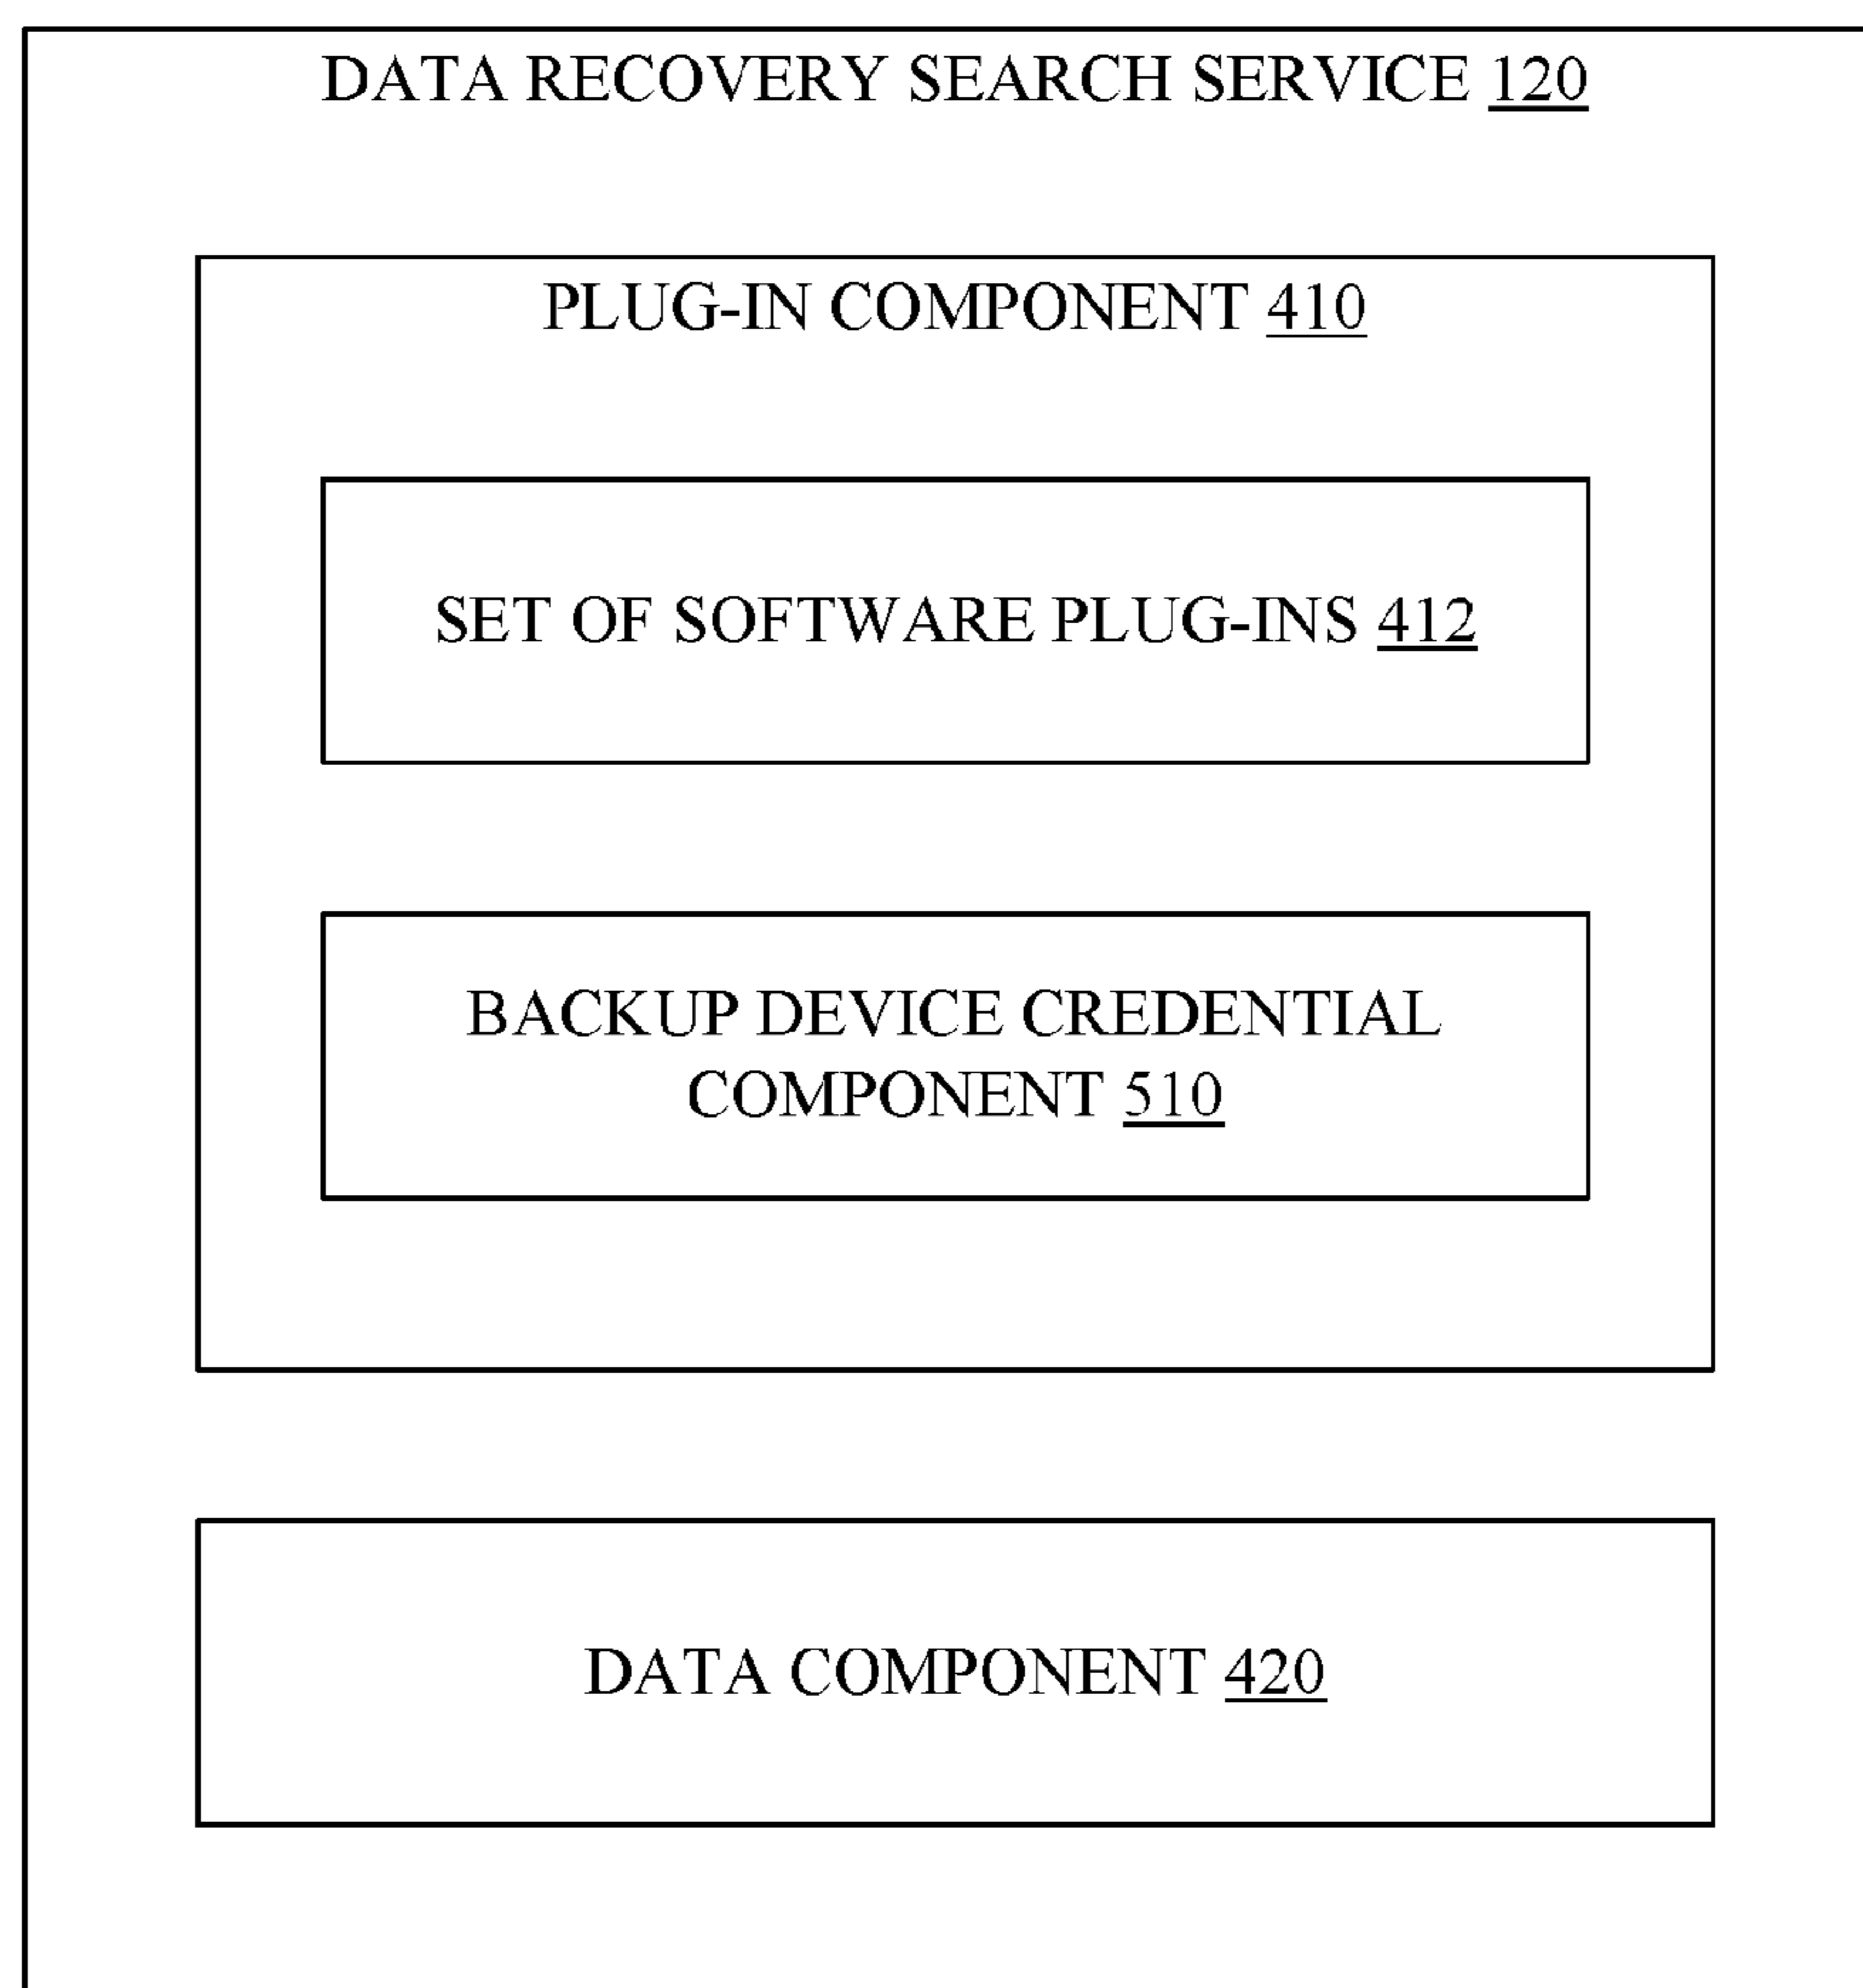 DATA RECOVERY SEARCH SERVICE 120
PLUG-IN COMPONENT 410
SET OF SOFTWARE PLUG-INS 412
BACKUP DEVICE CREDENTIAL
COMPONENT 510
DATA COMPONENT 420